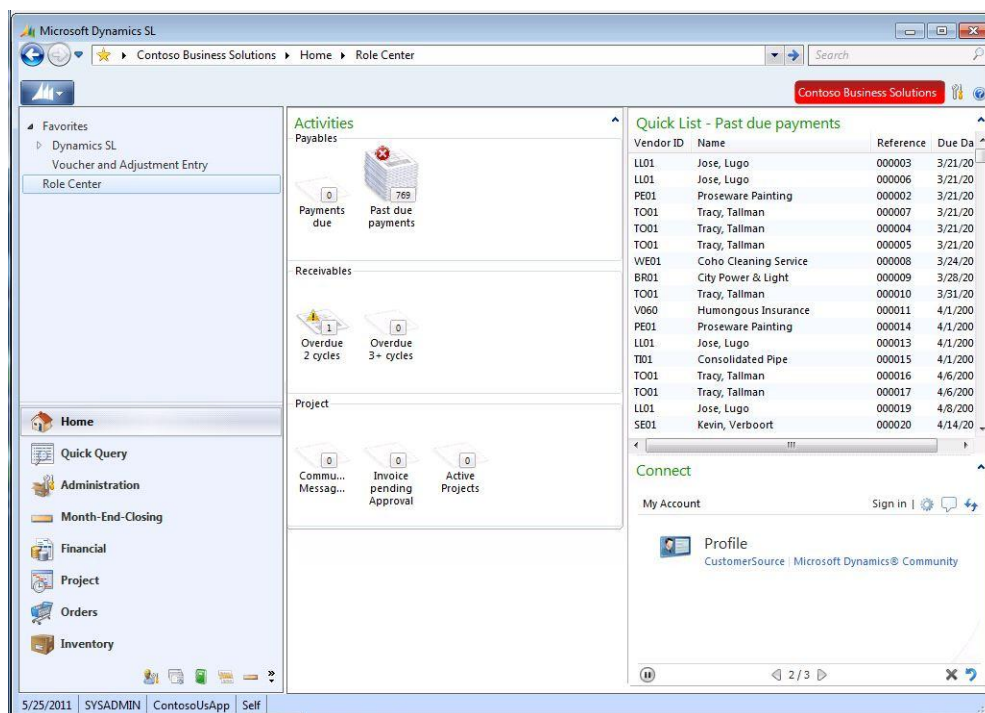 Microsoft Dynamics SL
Contoso Business Solutions Home Role Center
Search
Contoso Business Solutions
Favorites
Dynamics SL
Voucher and Adjustment Entry
Role Center
Home
Quick Query
Administration
Month-End-Closing
Financial
Project
Orders
Inventory
Activities
Payables
0
Payments due
769
Past due payments
Receivables
1
Overdue 2 cycles
0
Overdue 3+ cycles
Project
0
Commu... Messag...
0
Invoice pending Approval
0
Active Projects
Quick List - Past due payments
Vendor ID Name Reference Due Da
LL01 Jose, Lugo 000003 3/21/20
LL01 Jose, Lugo 000006 3/21/20
PE01 Proseware Painting 000002 3/21/20
TO01 Tracy, Tallman 000007 3/21/20
TO01 Tracy, Tallman 000004 3/21/20
TO01 Tracy, Tallman 000005 3/21/20
WE01 Coho Cleaning Service 000008 3/24/20
BR01 City Power & Light 000009 3/28/20
TO01 Tracy, Tallman 000010 3/31/20
V060 Humongous Insurance 000011 4/1/200
PE01 Proseware Painting 000014 4/1/200
LL01 Jose, Lugo 000013 4/1/200
TI01 Consolidated Pipe 000015 4/1/200
TO01 Tracy, Tallman 000016 4/6/200
TO01 Tracy, Tallman 000017 4/6/200
LL01 Jose, Lugo 000019 4/8/200
SE01 Kevin, Verboort 000020 4/14/20
Connect
My Account Sign in |
Profile
CustomerSource | Microsoft Dynamics® Community
2/3
5/25/2011 SYSADMIN ContosoUsApp Self